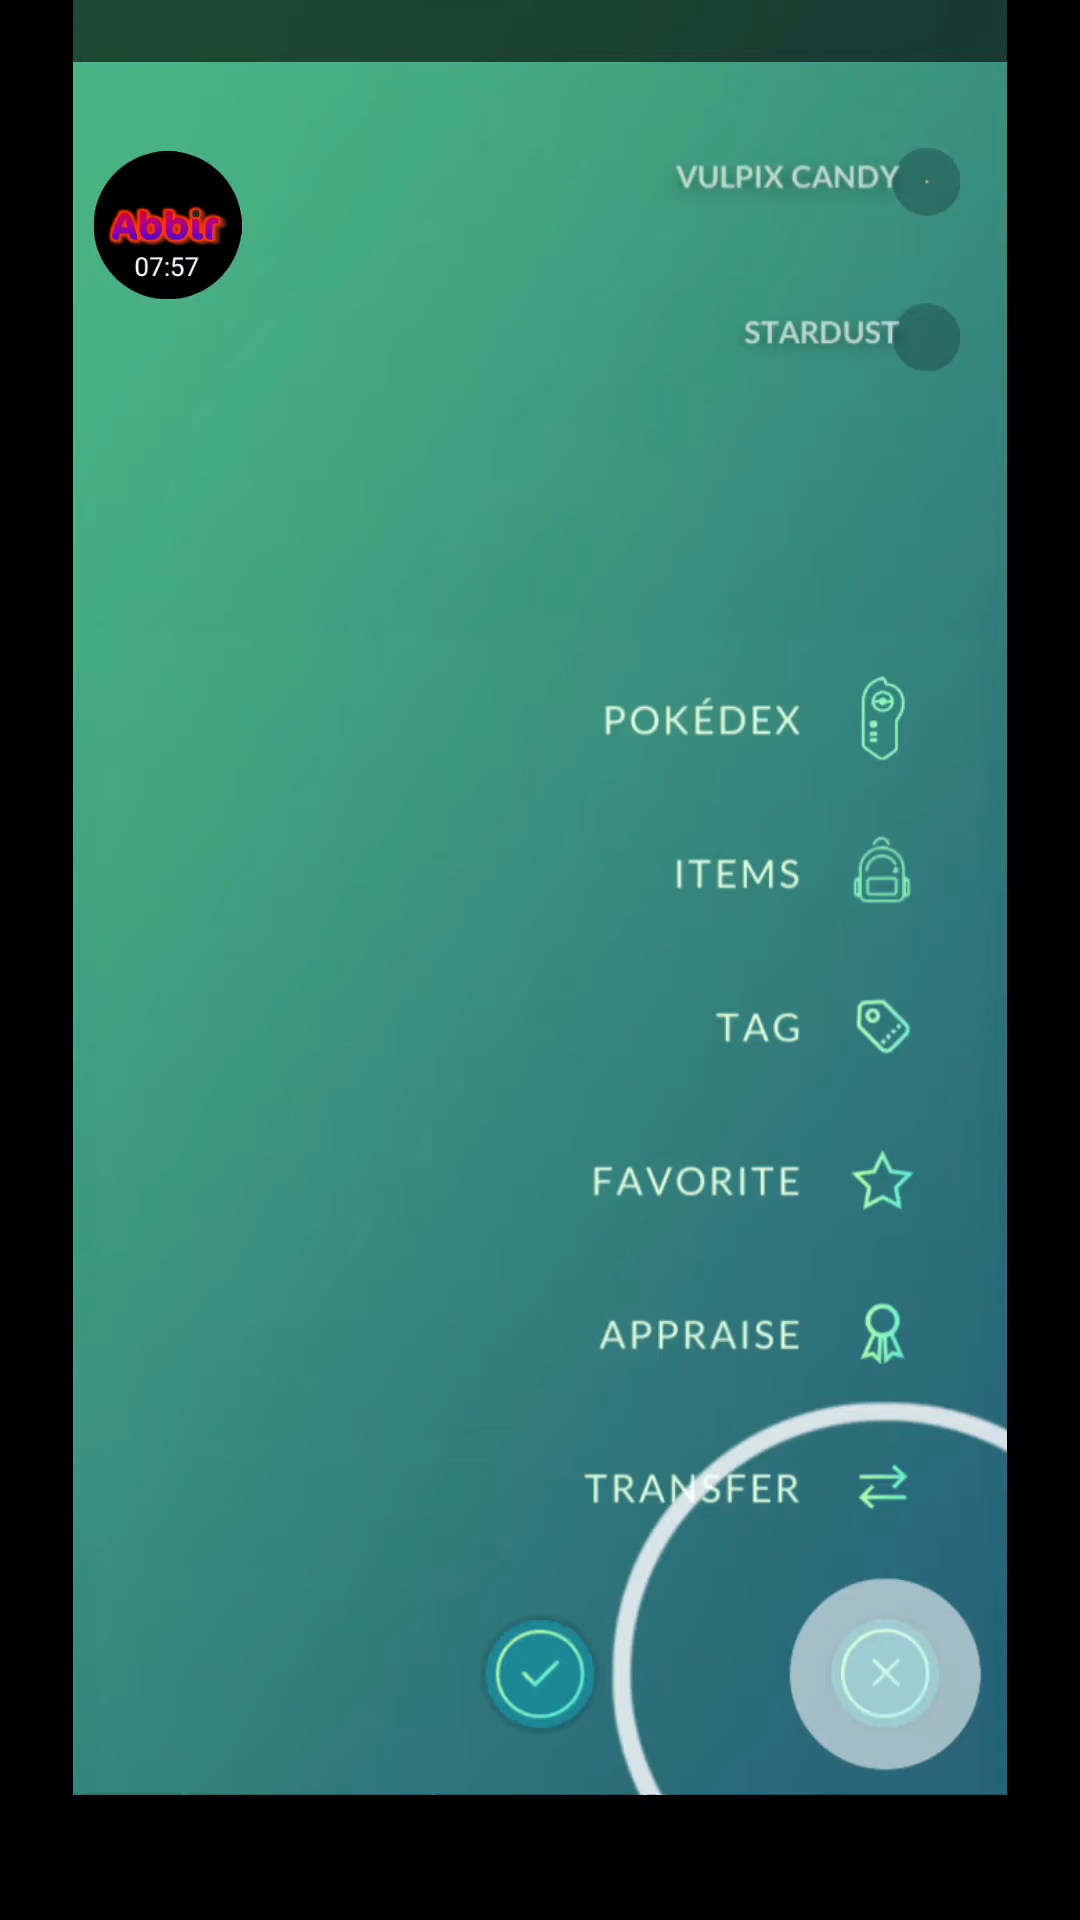 VULPIX CANDY
Abbir
07:57
STARDUST
POKÉDEX
ITEMS
TAG
FAVORITE
APPRAISE
TRANSFER